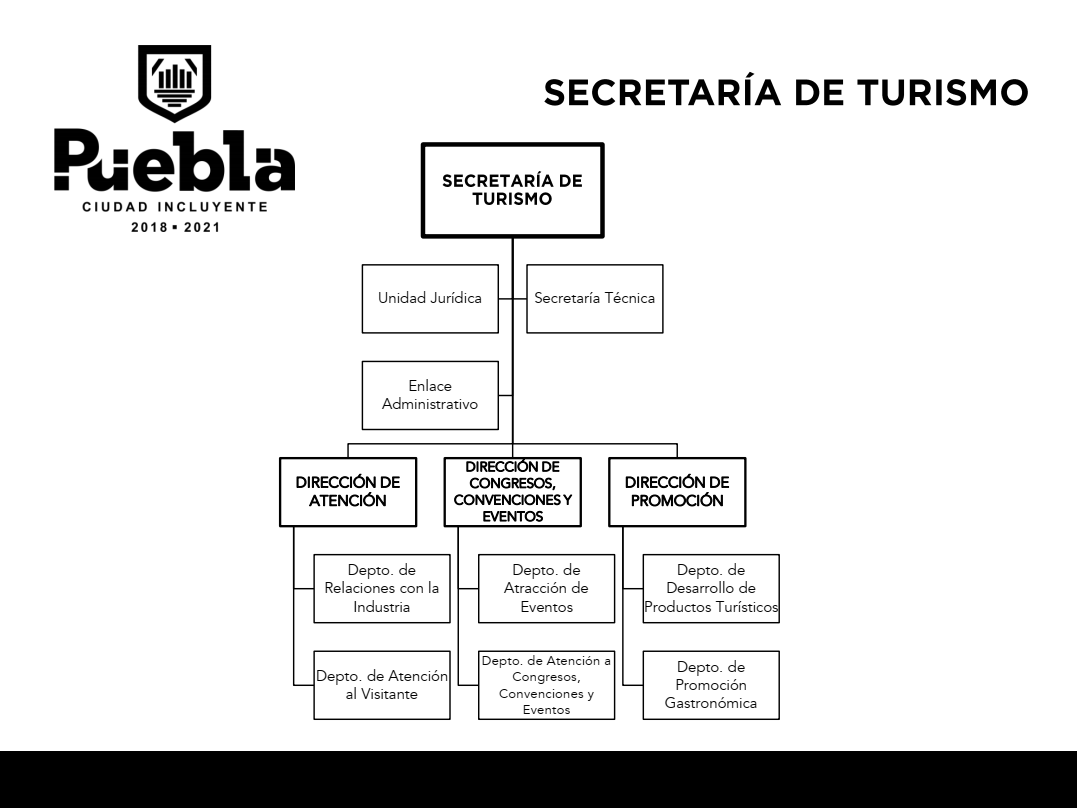 SECRETARÍA DE TURISMO
Puebla
CIUDAD INCLUYENTE
2018 ▪ 2021
SECRETARÍA DE
TURISMO
Unidad Jurídica
Secretaría Técnica
Enlace
Administrativo
DIRECCIÓN DE
ATENCIÓN
DIRECCIÓN DE
CONGRESOS,
CONVENCIONES Y
EVENTOS
DIRECCIÓN DE
PROMOCIÓN
Depto. de
Relaciones con la
Industria
Depto. de
Atracción de
Eventos
Depto. de
Desarrollo de
Productos Turísticos
Depto. de Atención
al Visitante
Depto. de Atención a
Congresos,
Convenciones y
Eventos
Depto. de
Promoción
Gastronómica